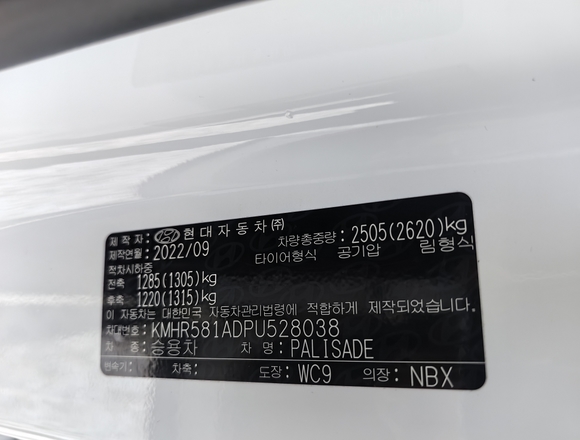 제 작 자: 현대자동차(주)
제작연월: 2022/09 차량총중량: 2505(2620)kg
적차시하중 타이어형식 공기압 림형식
전축 1285(1305)kg
후축 1220(1315)kg
이 자동차는 대한민국 자동차관리법령에 적합하게 제작되었습니다.
차대번호: KMHR581ADPU528038
차 종: 승용차 차 명: PALISADE
변속기: 차축: 도장: WC9 의장: NBX